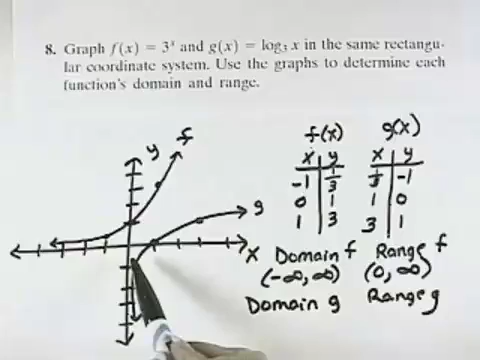 8. Graph f(x) = 3ˣ and g(x) = log₃ x in the same rectangu-
lar coordinate system. Use the graphs to determine each
function's domain and range.
y f
g
x
f(x) g(x)
x y x y
-1 1/3 1/3 -1
0 1 1 0
1 3 3 1
Domain f Range f
(-∞, ∞) (0, ∞)
Domain g Range g